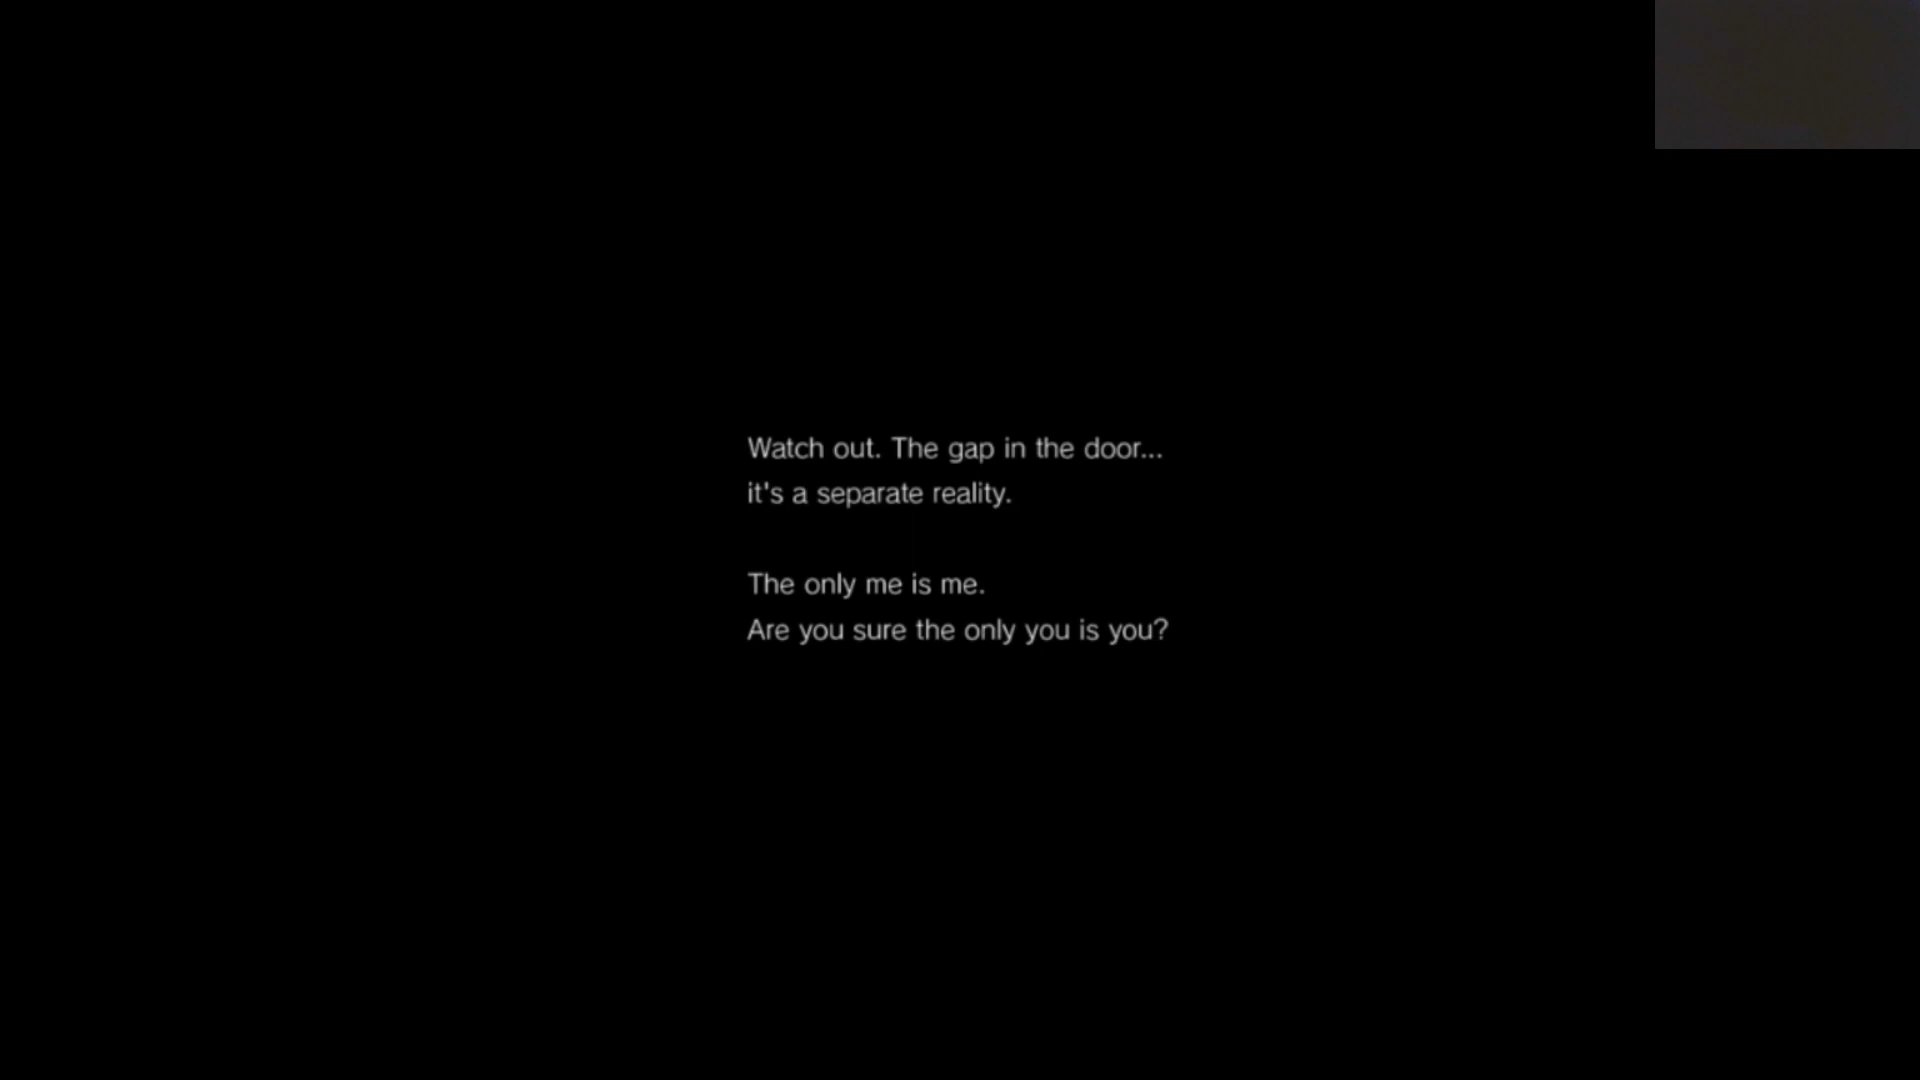 Watch out. The gap in the door...
it's a separate reality.
The only me is me.
Are you sure the only you is you?